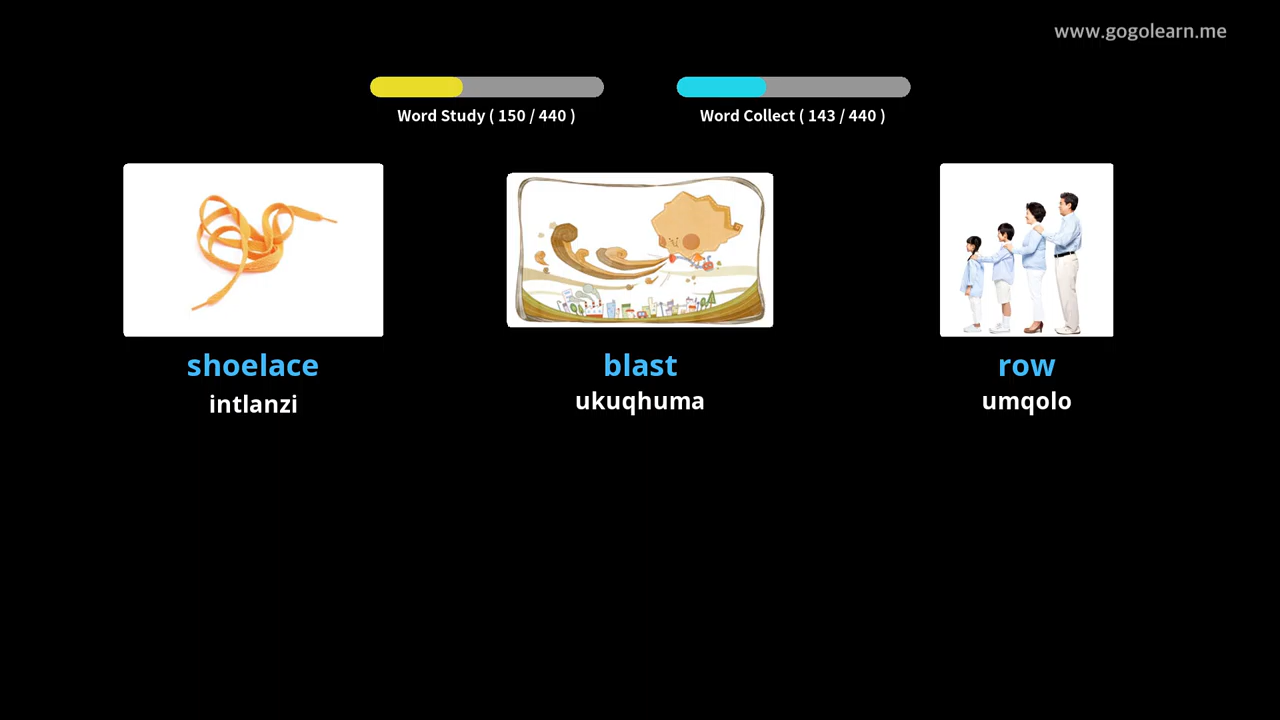 www.gogolearn.me
Word Study ( 150 / 440 )
Word Collect ( 143 / 440 )
shoelace
intlanzi
blast
ukuqhuma
row
umqolo